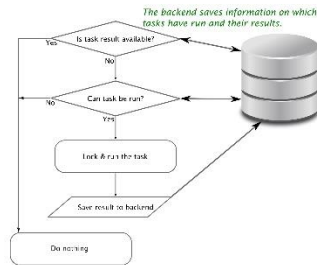 The backend saves information on which
tasks have run and their results.
Is task result available?
Yes
No
Can task be run?
No
Yes
Lock & run the task
Save result to backend
Do nothing